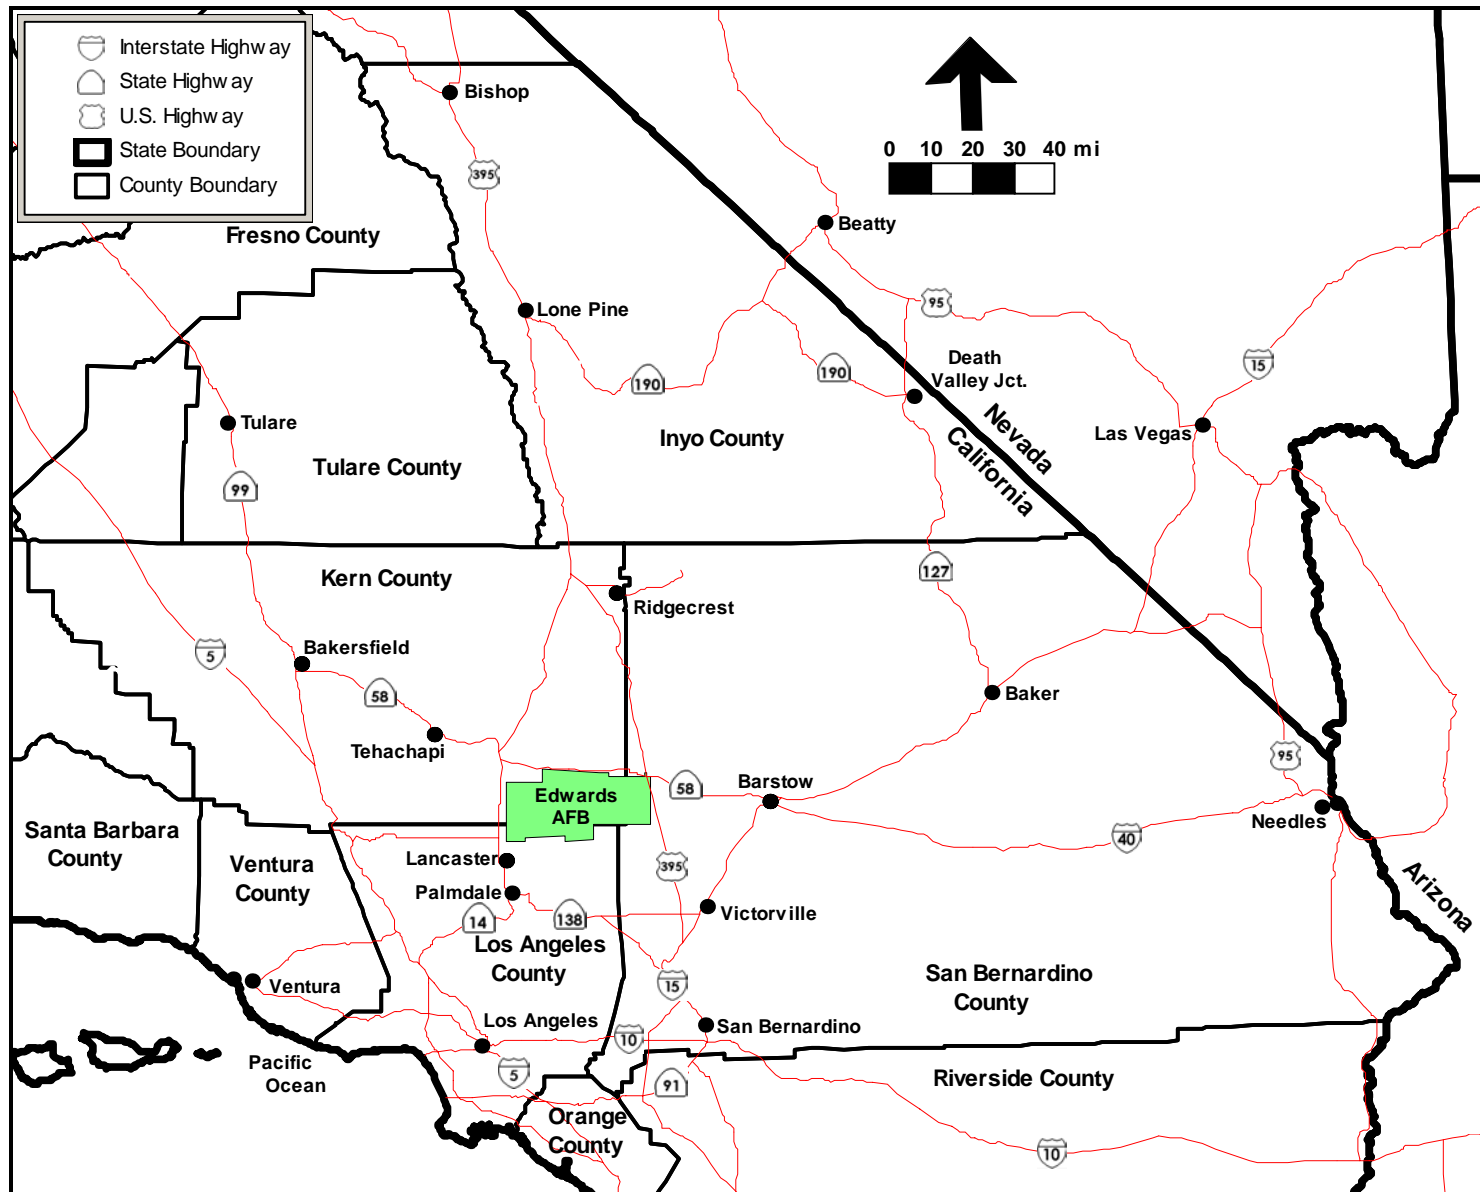 Interstate Highway
State Highway
U.S. Highway
State Boundary
County Boundary
0 10 20 30 40 mi
Bishop
395
Beatty
Fresno County
Lone Pine
95
Death
Valley Jct.
15
190
190
Tulare
Las Vegas
Nevada
California
Inyo County
Tulare County
99
127
Kern County
Ridgecrest
Bakersfield
5
58
Baker
Tehachapi
95
Barstow
58
Edwards
AFB
Needles
Santa Barbara
County
40
Lancaster
395
Ventura
County
Palmdale
Arizona
14
138
Victorville
Los Angeles
County
San Bernardino
County
Ventura
15
Los Angeles
San Bernardino
10
Pacific
Ocean
5
91
Riverside County
Orange
County
10